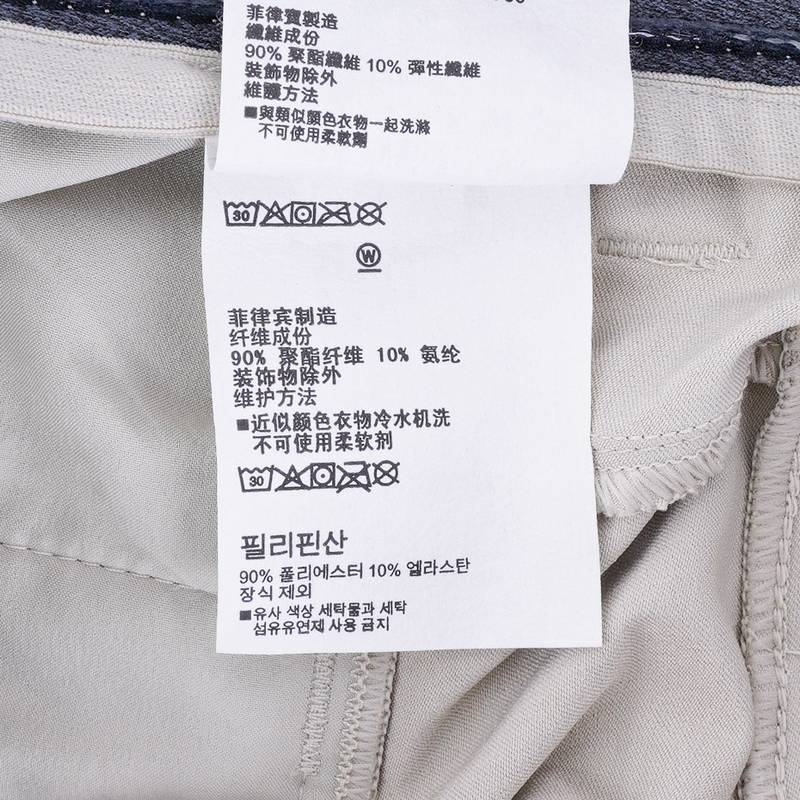 菲律賓製造
纖維成份
90% 聚酯纖維 10% 彈性纖維
裝飾物除外
維護方法
■與類似顏色衣物一起洗滌
不可使用柔軟劑
30
W
菲律宾制造
纤维成份
90% 聚酯纤维 10% 氨纶
装饰物除外
维护方法
■近似颜色衣物冷水机洗
不可使用柔软剂
30
필리핀산
90% 폴리에스터 10% 엘라스탄
장식 제외
■유사 색상 세탁물과 세탁
섬유유연제 사용 금지